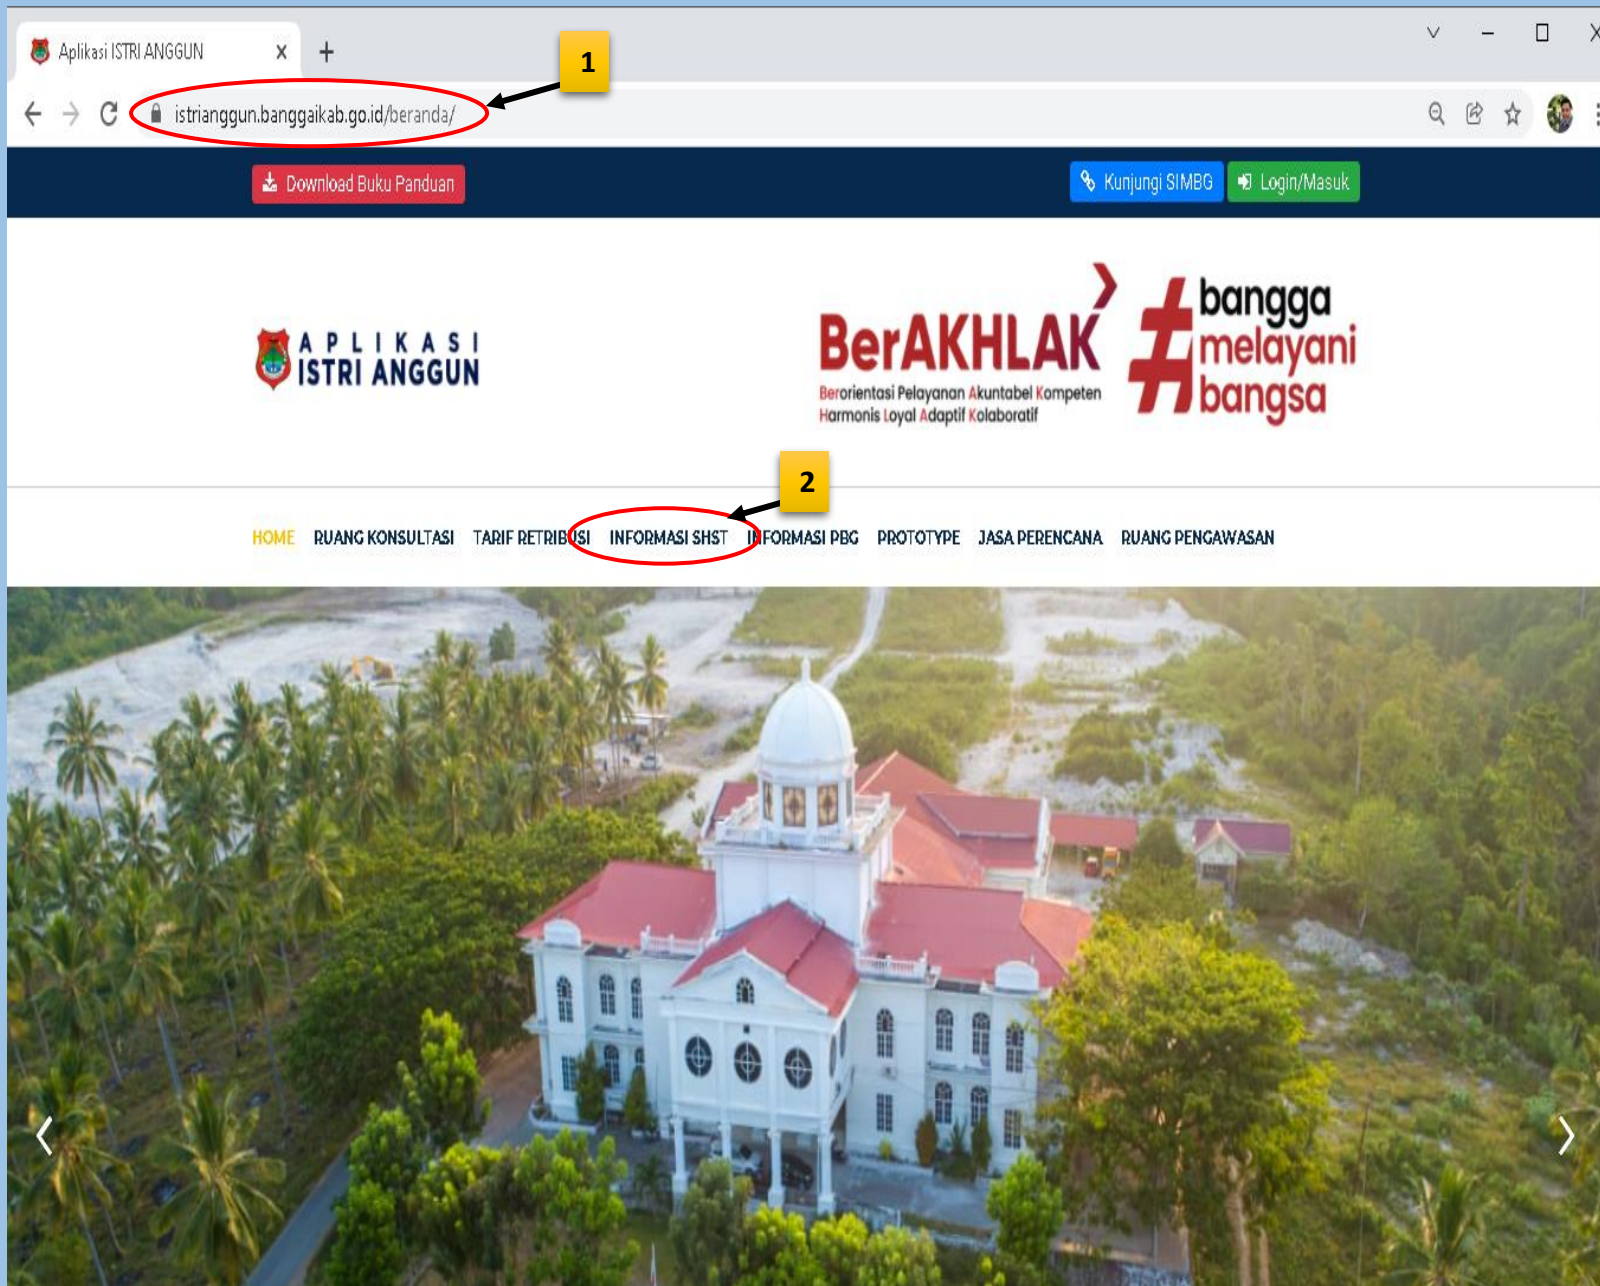 Aplikasi ISTRI ANGGUN
1
istrianggun.banggaikab.go.id/beranda/
Download Buku Panduan
Kunjungi SIMBG
Login/Masuk
APLIKASI
ISTRI ANGGUN
BerAKHLAK
Berorientasi Pelayanan Akuntabel Kompeten
Harmonis Loyal Adaptif Kolaboratif
#bangga
melayani
bangsa
2
HOME RUANG KONSULTASI TARIF RETRIBUSI INFORMASI SHST INFORMASI PBG PROTOTYPE JASA PERENCANA RUANG PENGAWASAN